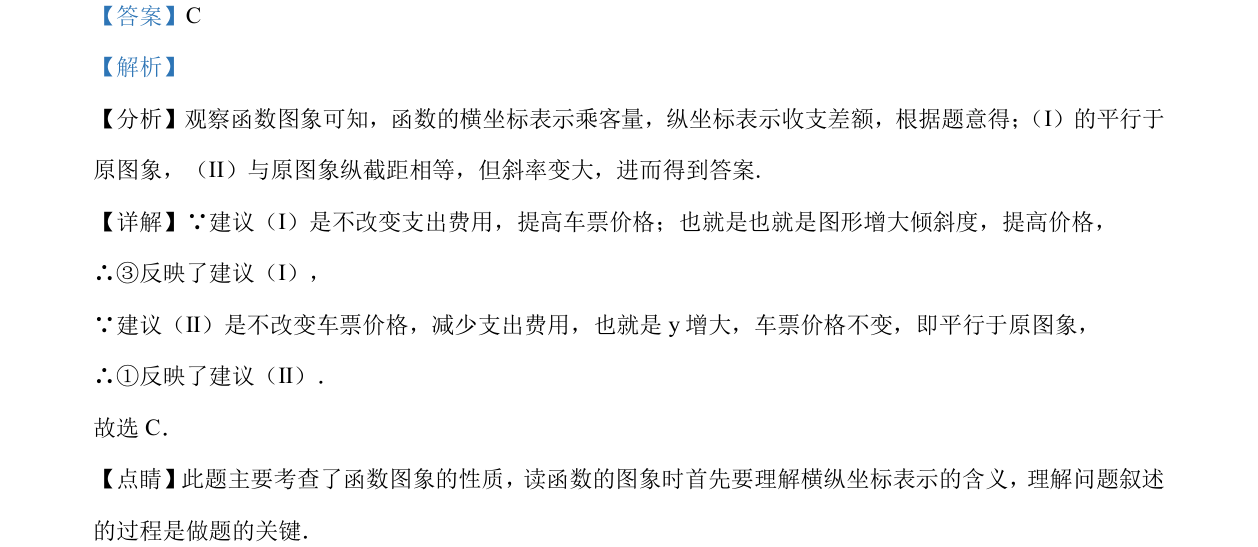 【答案】C
【解析】
【分析】观察函数图象可知，函数的横坐标表示乘客量，纵坐标表示收支差额，根据题意得；（I）的平行于
原图象，（II）与原图象纵截距相等，但斜率变大，进而得到答案.
【详解】∵建议（I）是不改变支出费用，提高车票价格；也就是也就是图形增大倾斜度，提高价格，
∴③反映了建议（I），
∵建议（II）是不改变车票价格，减少支出费用，也就是 y 增大，车票价格不变，即平行于原图象，
∴①反映了建议（II）.
故选 C.
【点睛】此题主要考查了函数图象的性质，读函数的图象时首先要理解横纵坐标表示的含义，理解问题叙述
的过程是做题的关键.